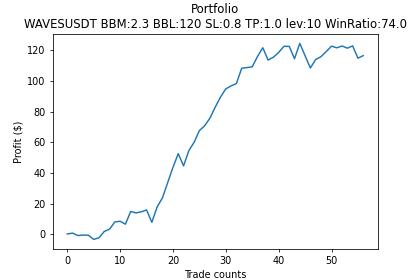 Portfolio
WAVESUSDT BBM:2.3 BBL:120 SL:0.8 TP:1.0 lev:10 WinRatio:74.0
120
100
80
60
40
20
0
Profit ($)
0 10 20 30 40 50
Trade counts